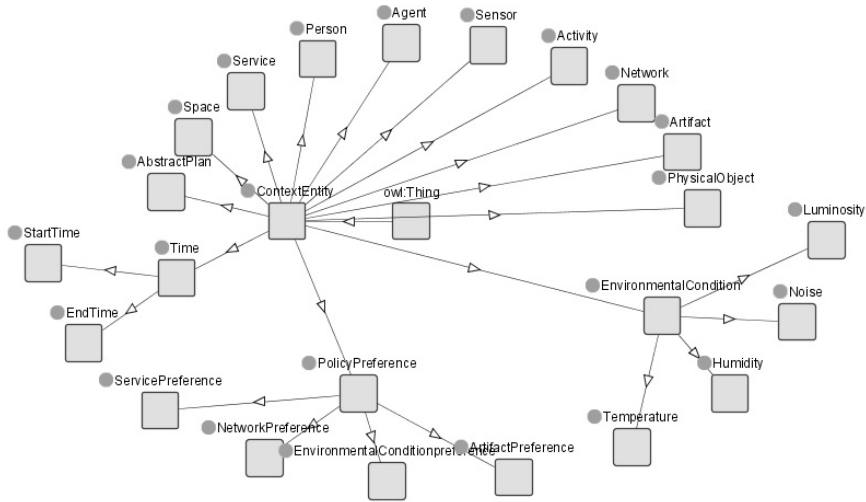 Agent
Sensor
Person
Activity
Service
Network
Space
Artifact
AbstractPlan
PhysicalObject
ContextEntity
owl:Thing
Luminosity
StartTime
Time
EnvironmentalCondition
Noise
EndTime
PolicyPreference
Humidity
ServicePreference
Temperature
NetworkPreference
EnvironmentalConditionpreference
ArtifactPreference